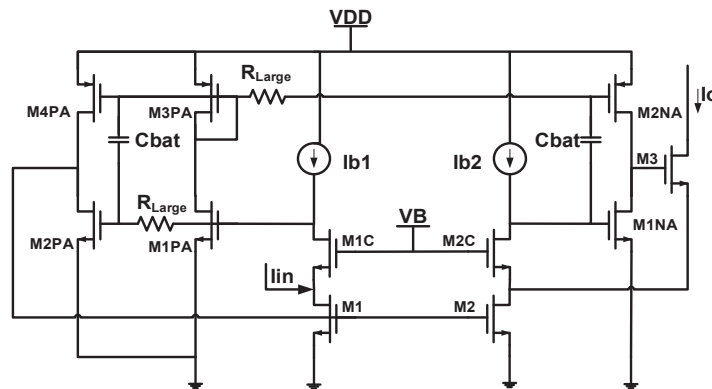 VDD
RLarge
M4PA
M3PA
M2NA
Io
Cbat
Ib1
Ib2
Cbat
M3
RLarge
VB
M2PA
M1PA
M1C
M2C
M1NA
Iin
M1
M2